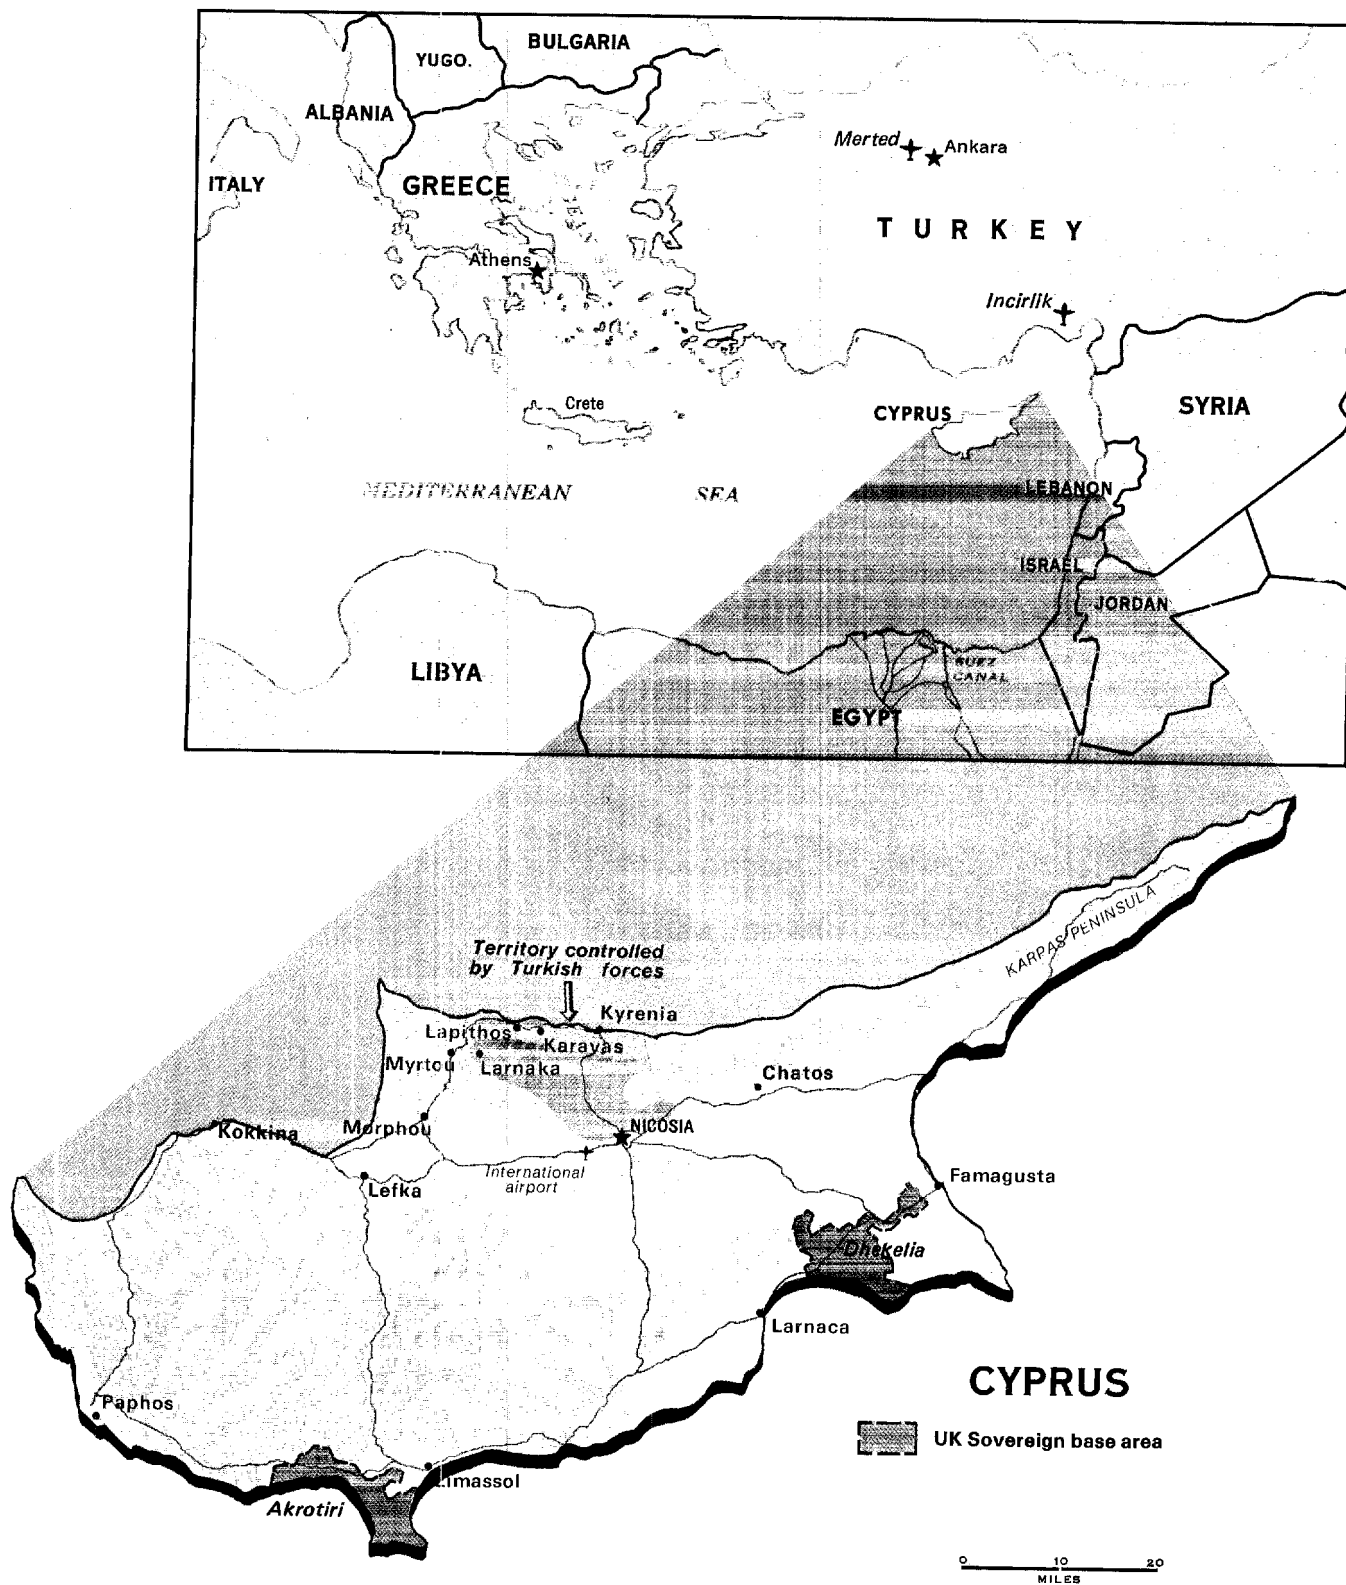 BULGARIA
YUGO.
ALBANIA
Merted
Ankara
ITALY
GREECE
TURKEY
Athens
Incirlik
Crete
CYPRUS
SYRIA
MEDITERRANEAN SEA
LEBANON
ISRAEL
JORDAN
LIBYA
SUEZ
CANAL
EGYPT
KARPAS PENINSULA
Territory controlled
by Turkish forces
Kyrenia
Lapithos
Karavas
Myrtou
Larnaka
Chatos
Kokkina
Morphou
NICOSIA
International
airport
Lefka
Famagusta
Dhekelia
Larnaca
CYPRUS
Paphos
UK Sovereign base area
Limassol
Akrotiri
0 10 20
MILES